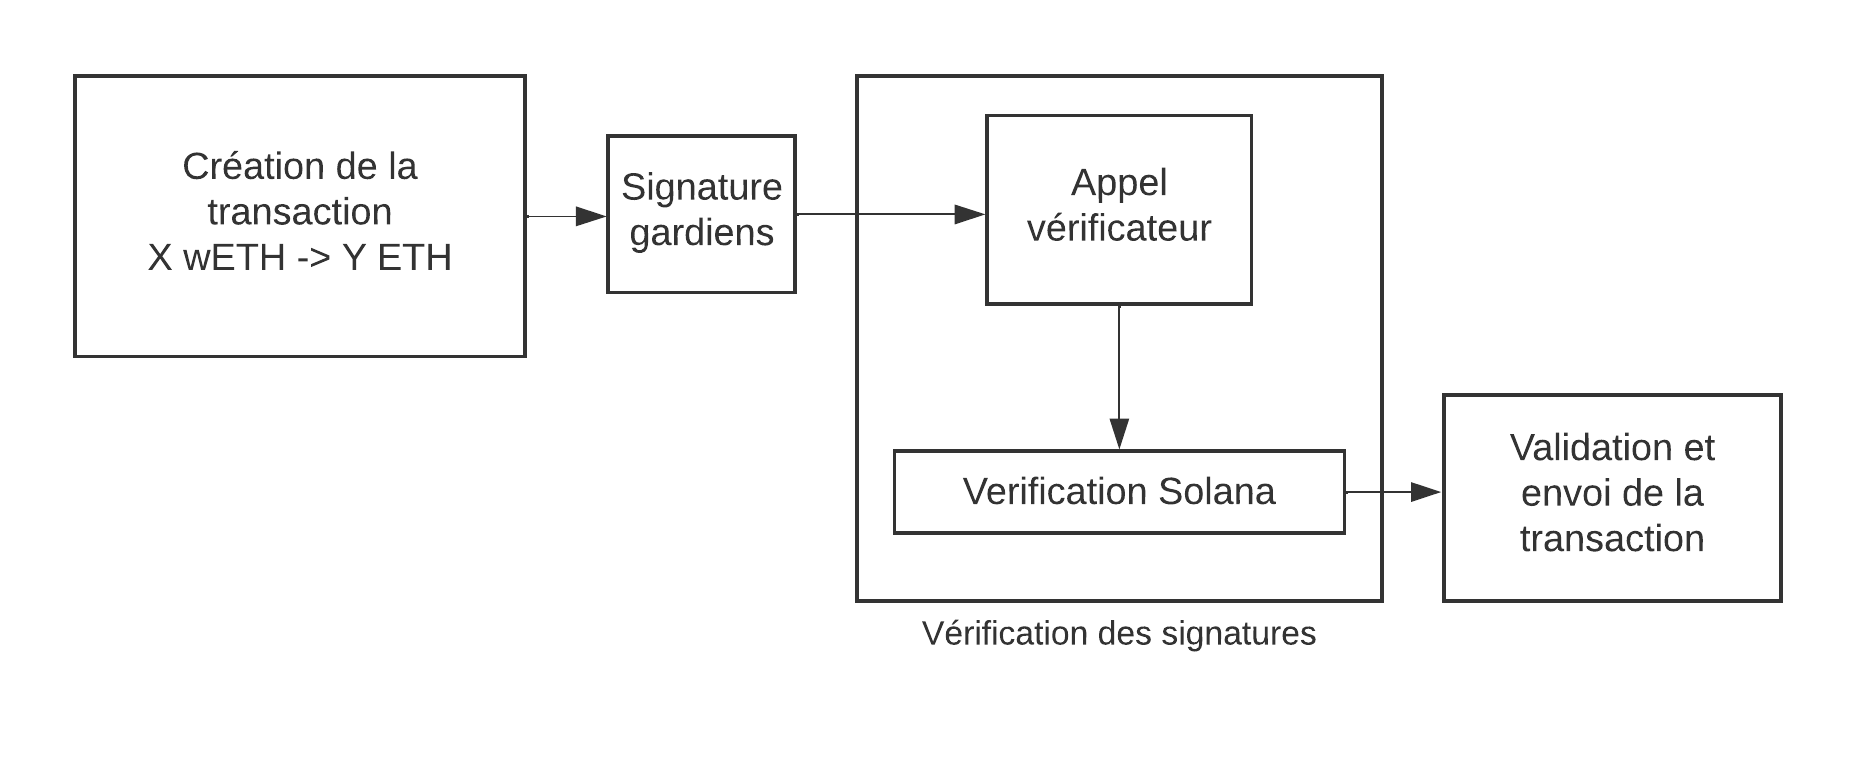 Création de la
transaction
X wETH -> Y ETH
Signature
gardiens
Appel
vérificateur
Verification Solana
Validation et
envoi de la
transaction
Vérification des signatures